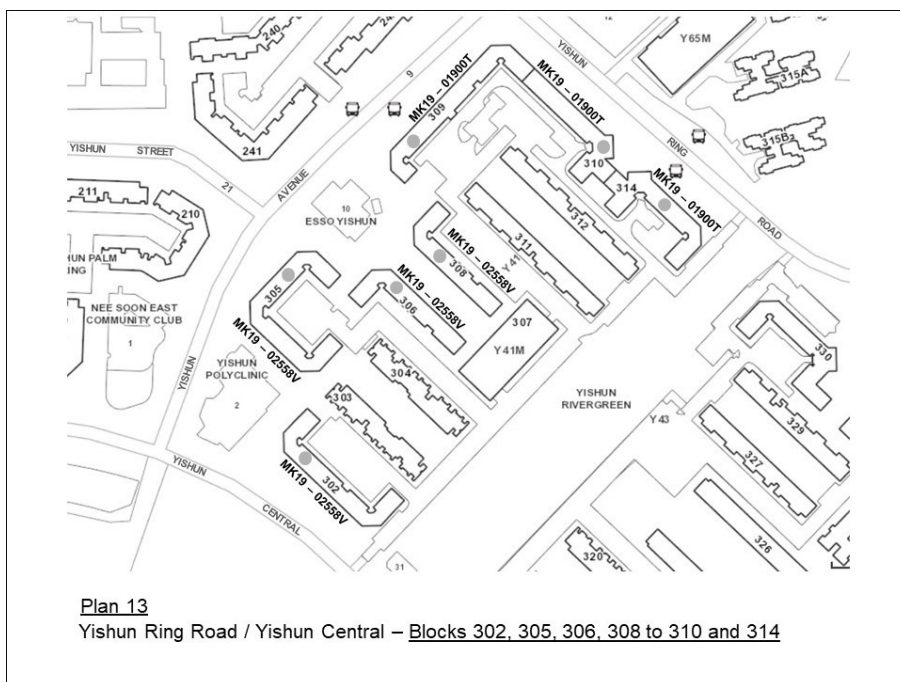 12
Y65M
240
YISHUN
9
MK19 – 01900T
309
MK19 – 01900T
315A
315B
241
YISHUN STREET
21
310
RING
211
210
AVENUE
314
MK19 – 01900T
10
ESSO YISHUN
312
311
ROAD
308
MK19 – 02558V
Y41
305
306
MK19 – 02558V
NEE SOON EAST
COMMUNITY CLUB
1
307
Y41M
330
MK19 – 02558V
YISHUN
POLYCLINIC
2
304
YISHUN
303
YISHUN
RIVERGREEN
Y43
329
327
302
MK19 – 02558V
YISHUN
CENTRAL
326
320
31
Plan 13
Yishun Ring Road / Yishun Central – Blocks 302, 305, 306, 308 to 310 and 314